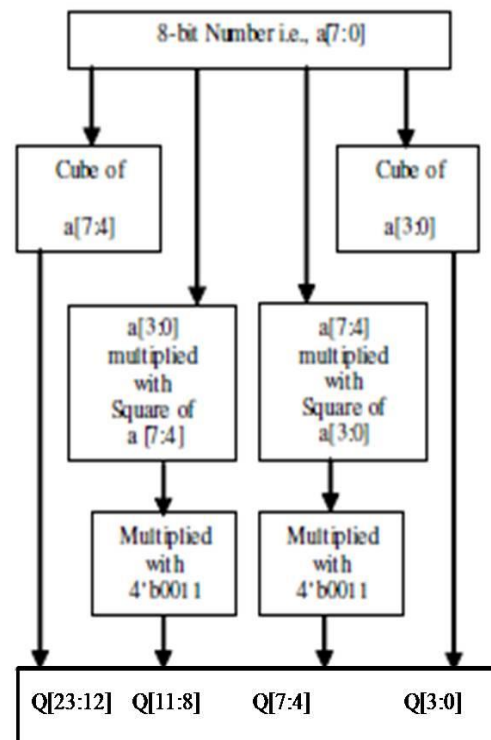 8-bit Number i.e., a[7:0]
Cube of
a[7:4]
Cube of
a[3:0]
a[3:0]
multiplied
with
Square of
a [7:4]
a[7:4]
multiplied
with
Square of
a[3:0]
Multiplied
with
4'b0011
Multiplied
with
4'b0011
Q[23:12] Q[11:8] Q[7:4] Q[3:0]